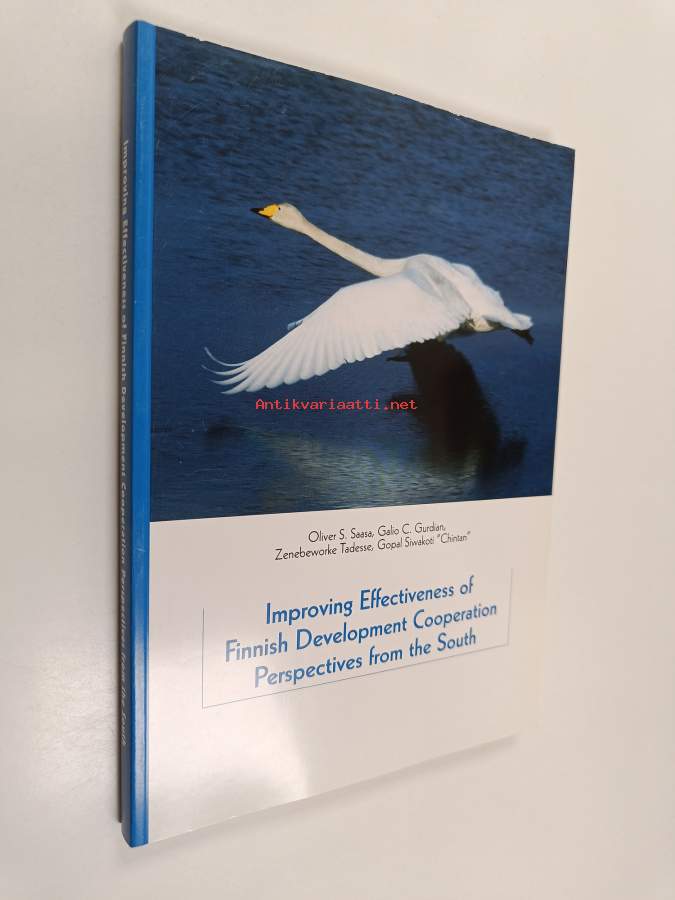 Improving Effectiveness of Finnish Development Cooperation Perspectives from the South
Antikvariaatti.net
Oliver S. Saasa, Galio C. Gurdian,
Zenebeworke Tadesse, Gopal Siwakoti "Chintan"
Improving Effectiveness of
Finnish Development Cooperation
Perspectives from the South